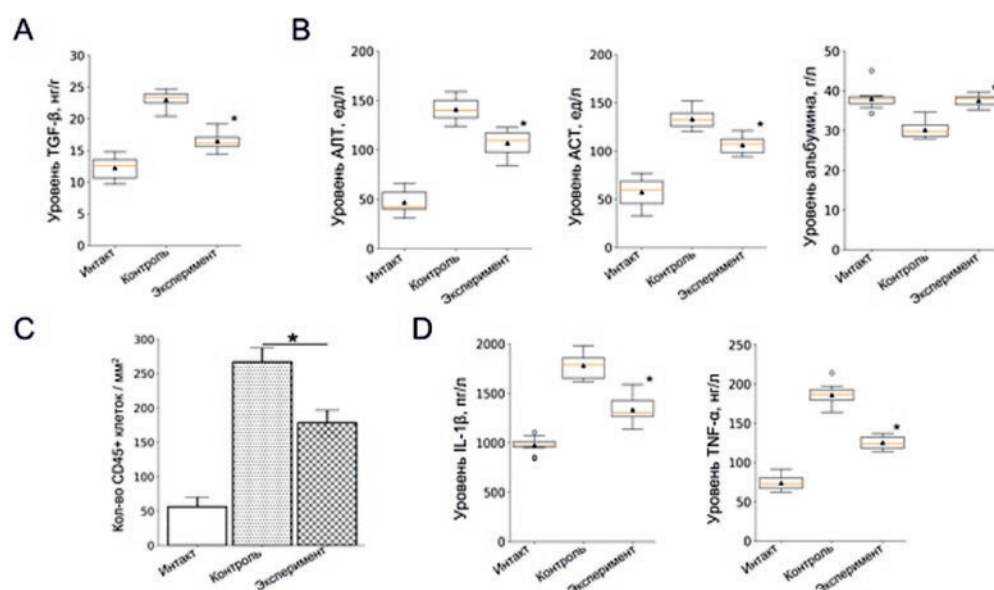 A
Уровень TGF-β, нг/г
30
25
20
15
10
5
0
*
Интакт
Контроль
Эксперимент
B
Уровень АЛТ, ед/л
200
150
100
50
0
*
Интакт
Контроль
Эксперимент
Уровень АСТ, ед/л
200
150
100
50
0
*
Интакт
Контроль
Эксперимент
Уровень альбумина, г/л
50
40
30
20
10
0
*
Интакт
Контроль
Эксперимент
C
Кол-во CD45+ клеток / мм²
300
250
200
150
100
50
0
*
Интакт
Контроль
Эксперимент
D
Уровень IL-1β, пг/л
2000
1500
1000
500
0
*
Интакт
Контроль
Эксперимент
Уровень TNF-α, нг/л
250
200
150
100
50
0
*
Интакт
Контроль
Эксперимент